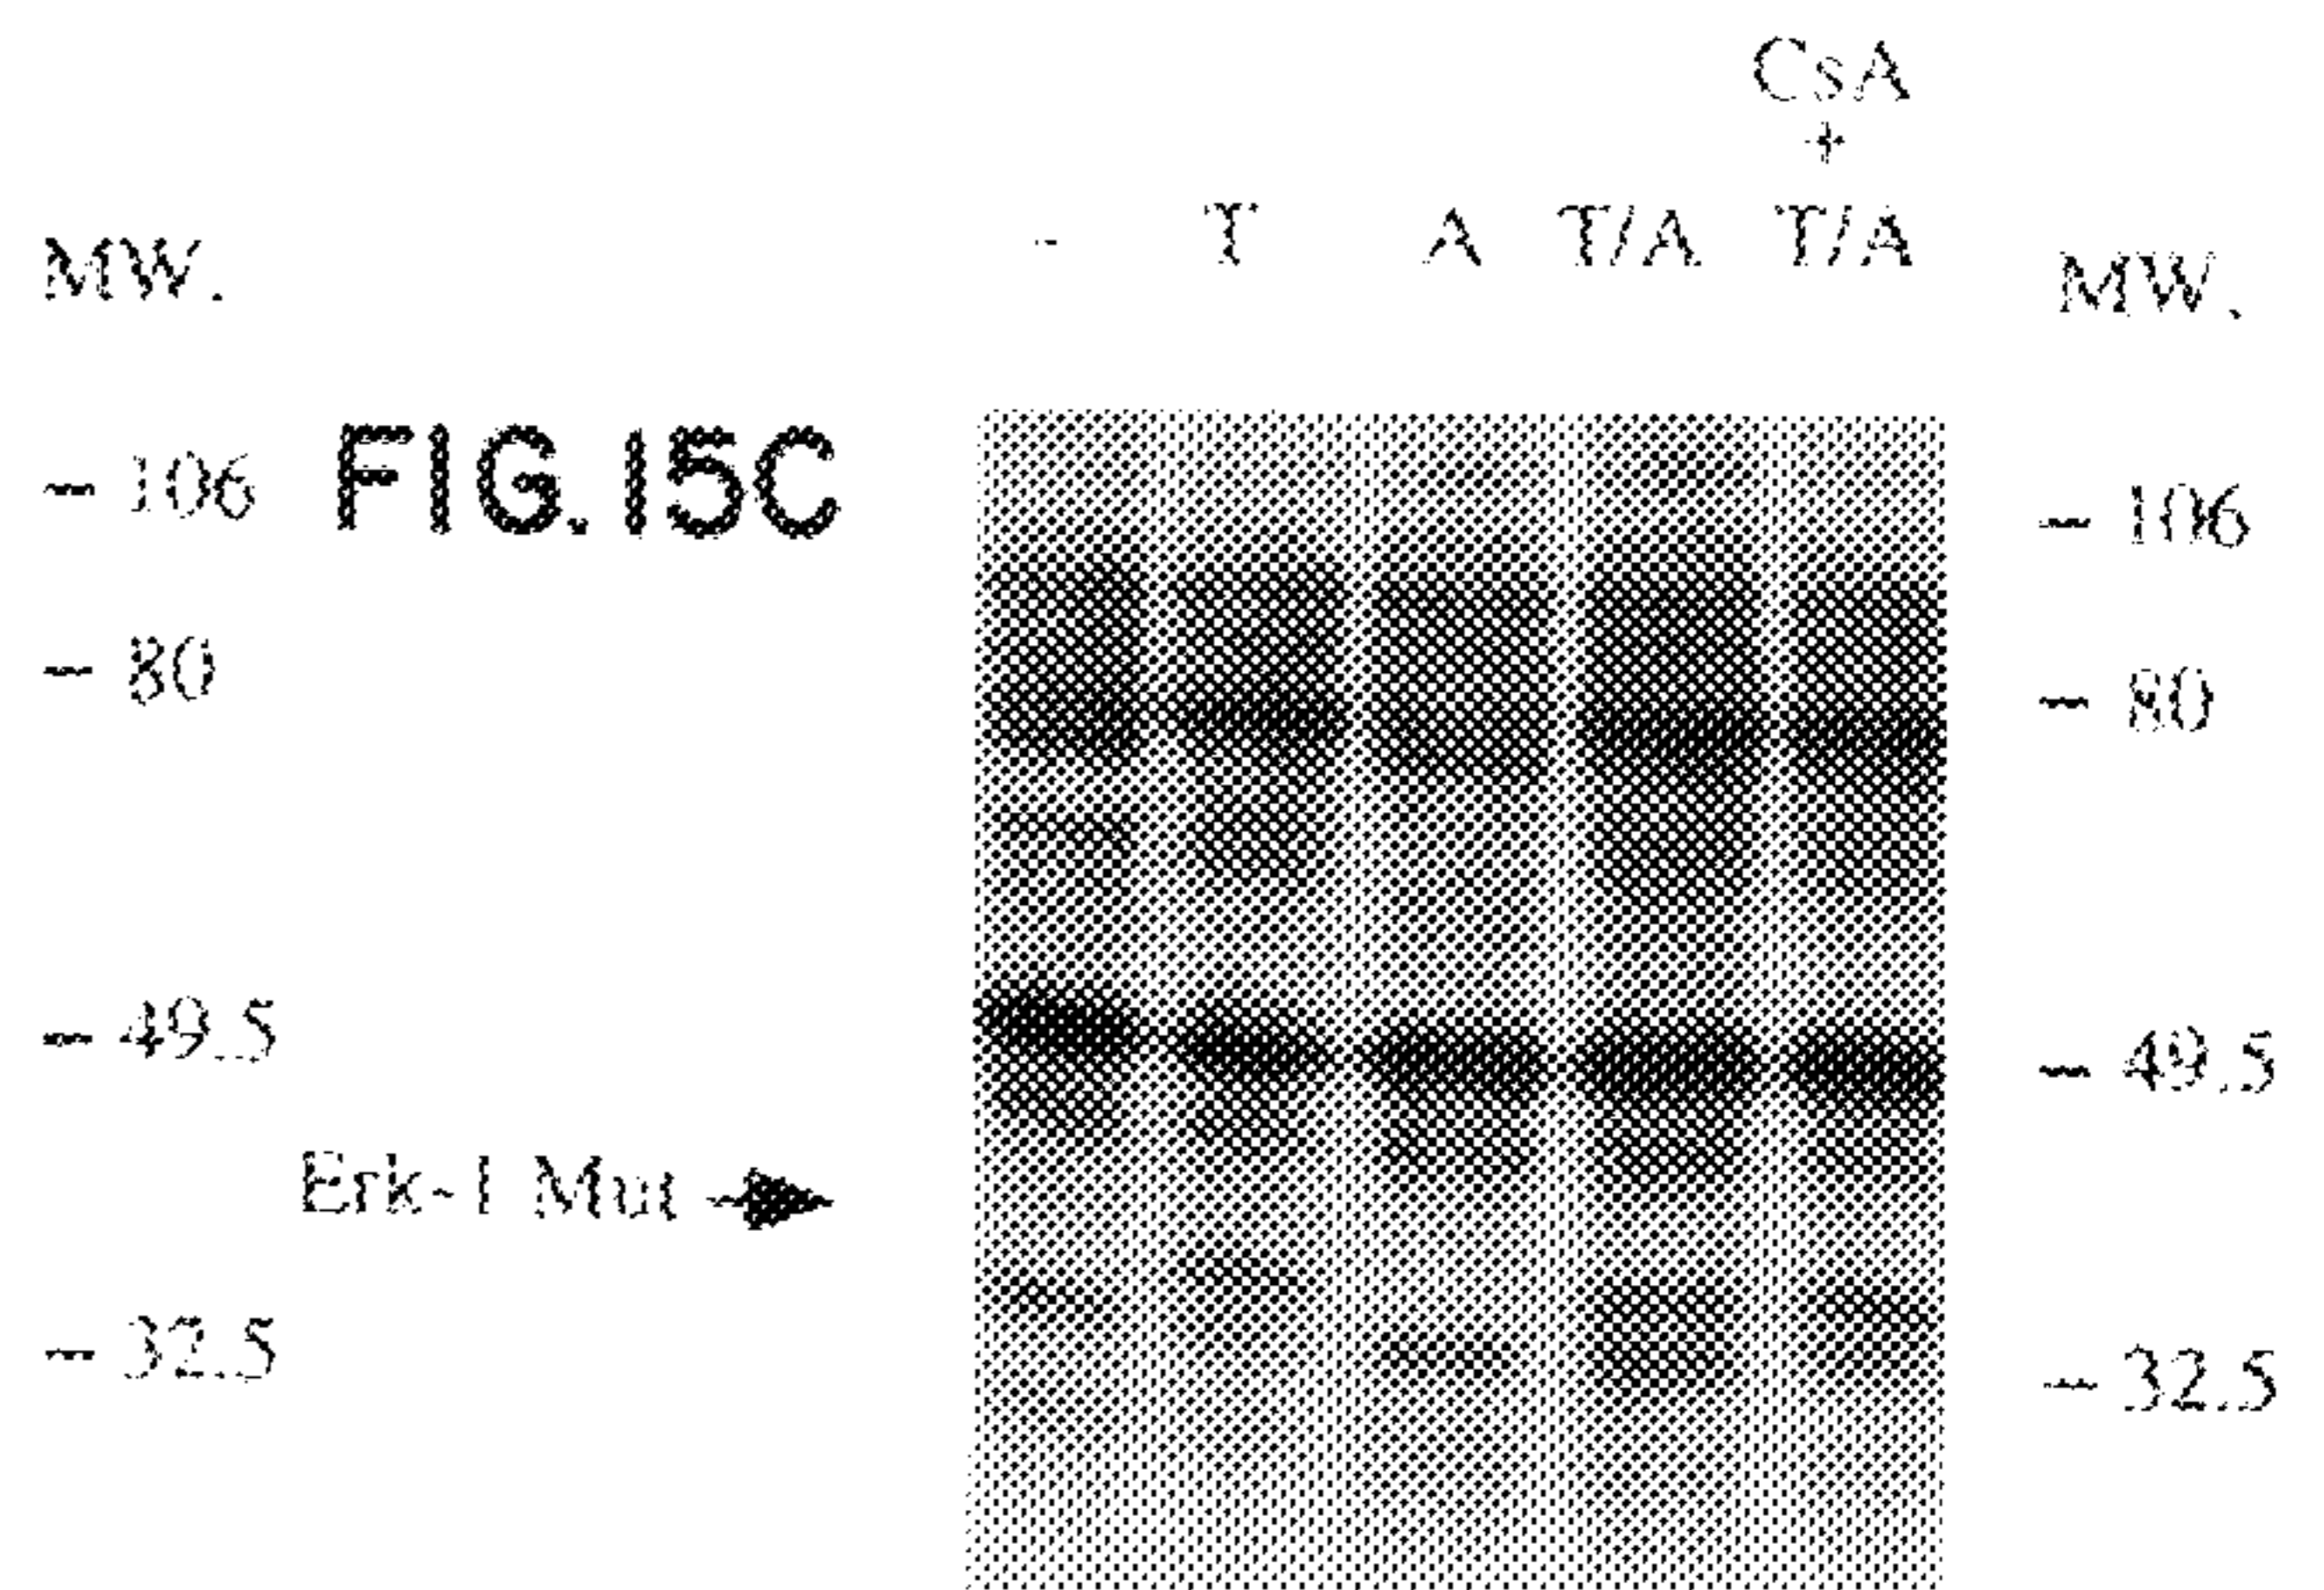 CsA
+
MW. - T A T/A T/A MW.
- 106 FIG. 15C - 106
- 80 - 80
- 49.5 - 49.5
Erk-1 Mut
- 32.5 - 32.5